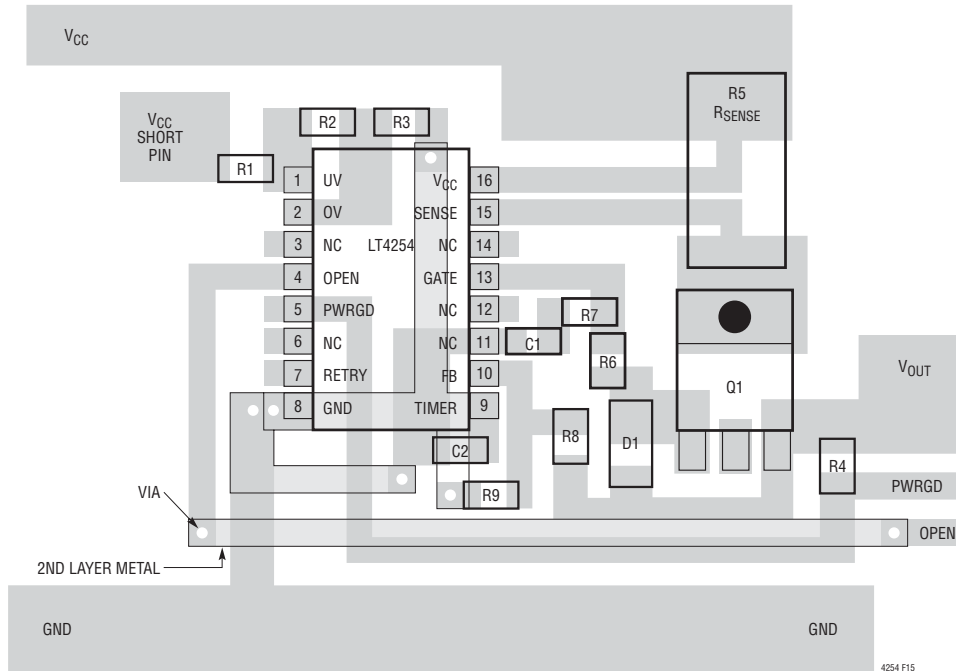 VCC
R5
RSENSE
VCC
SHORT
PIN
R2
R3
R1
1 UV
VCC 16
2 OV
SENSE 15
3 NC
LT4254
NC 14
4 OPEN
GATE 13
5 PWRGD
NC 12
6 NC
NC 11
7 RETRY
FB 10
8 GND
TIMER 9
R7
C1
R6
Q1
VOUT
R8
D1
C2
R9
R4
VIA
PWRGD
OPEN
2ND LAYER METAL
GND
GND
4254 F15